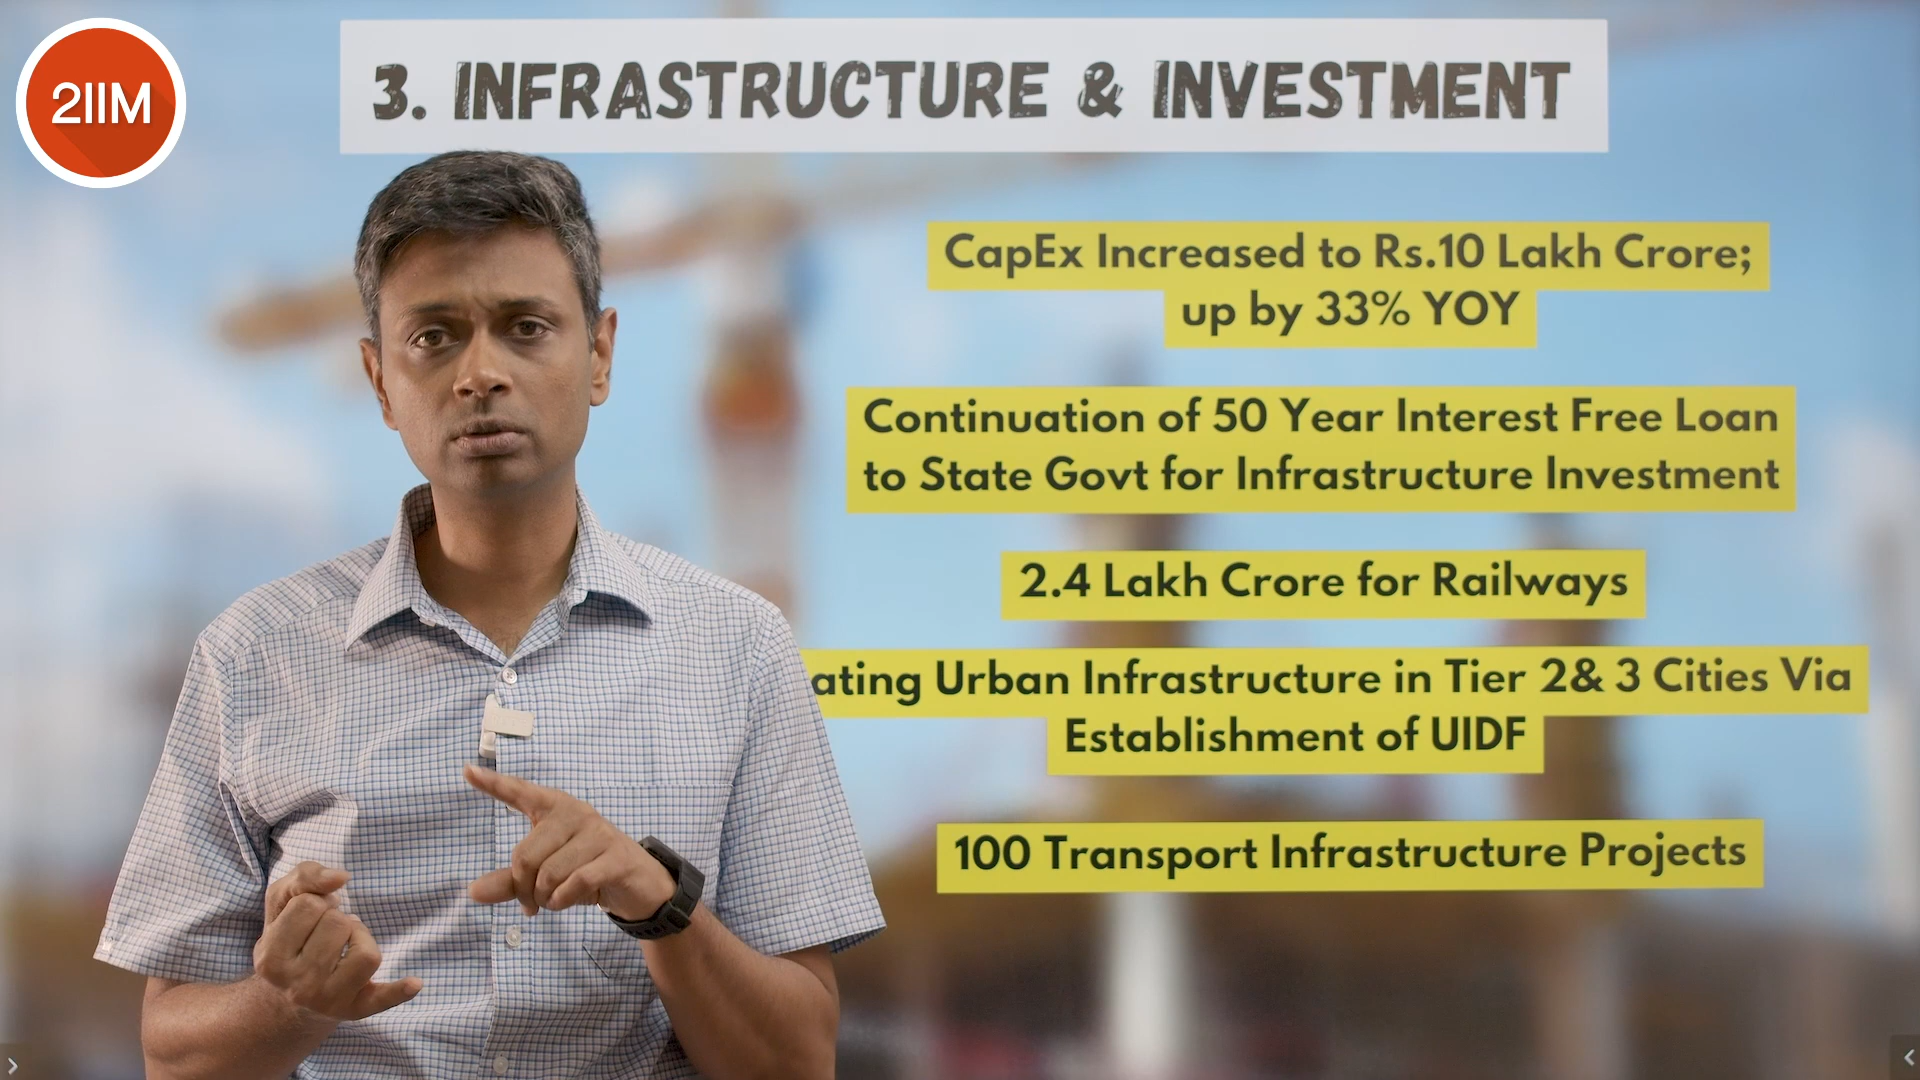 2IIM
3. INFRASTRUCTURE & INVESTMENT
CapEx Increased to Rs.10 Lakh Crore;
up by 33% YOY
Continuation of 50 Year Interest Free Loan
to State Govt for Infrastructure Investment
2.4 Lakh Crore for Railways
ating Urban Infrastructure in Tier 2& 3 Cities Via
Establishment of UIDF
100 Transport Infrastructure Projects